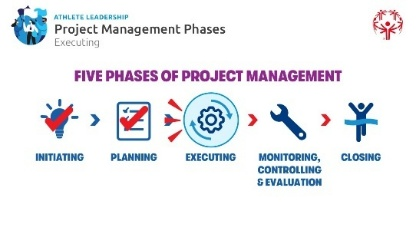 ATHLETE LEADERSHIP
Project Management Phases
Executing
FIVE PHASES OF PROJECT MANAGEMENT
INITIATING
PLANNING
EXECUTING
MONITORING,
CONTROLLING
& EVALUATION
CLOSING